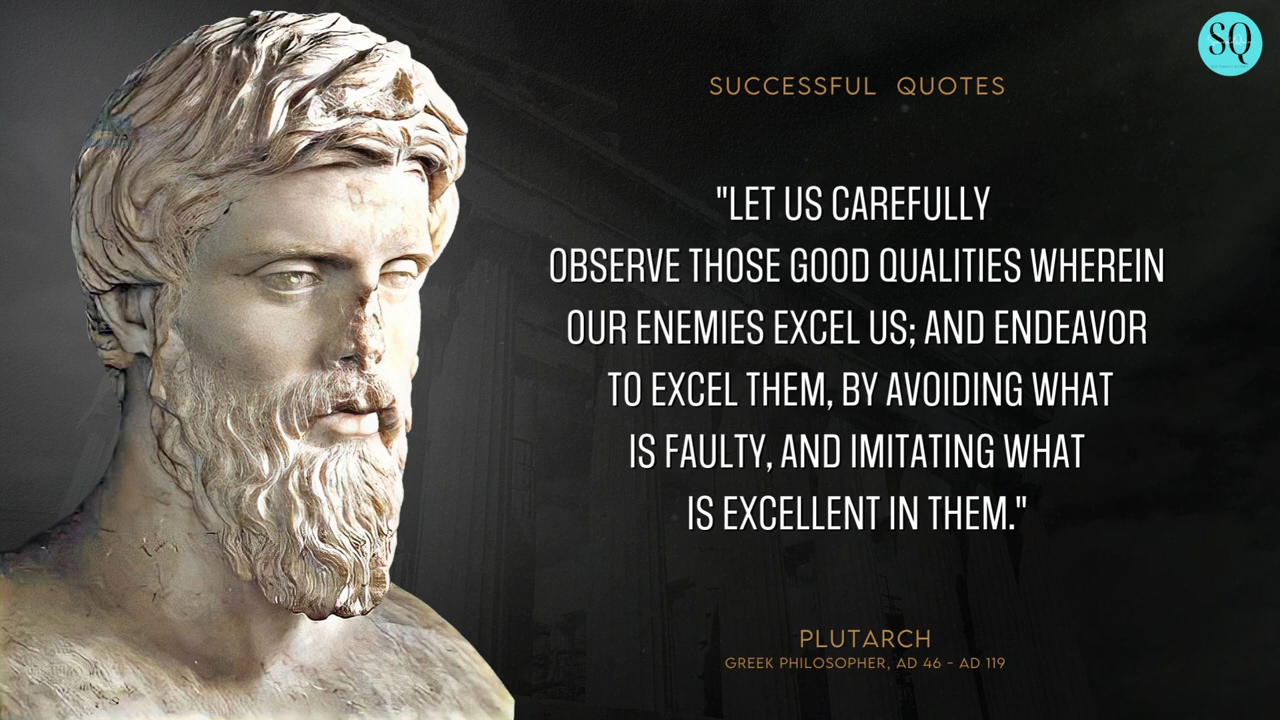 SQ
SUCCESSFUL QUOTES
"LET US CAREFULLY
OBSERVE THOSE GOOD QUALITIES WHEREIN
OUR ENEMIES EXCEL US; AND ENDEAVOR
TO EXCEL THEM, BY AVOIDING WHAT
IS FAULTY, AND IMITATING WHAT
IS EXCELLENT IN THEM."
PLUTARCH
GREEK PHILOSOPHER, AD 46 - AD 119